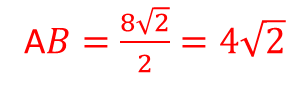 AB = 8√2/2 = 4√2